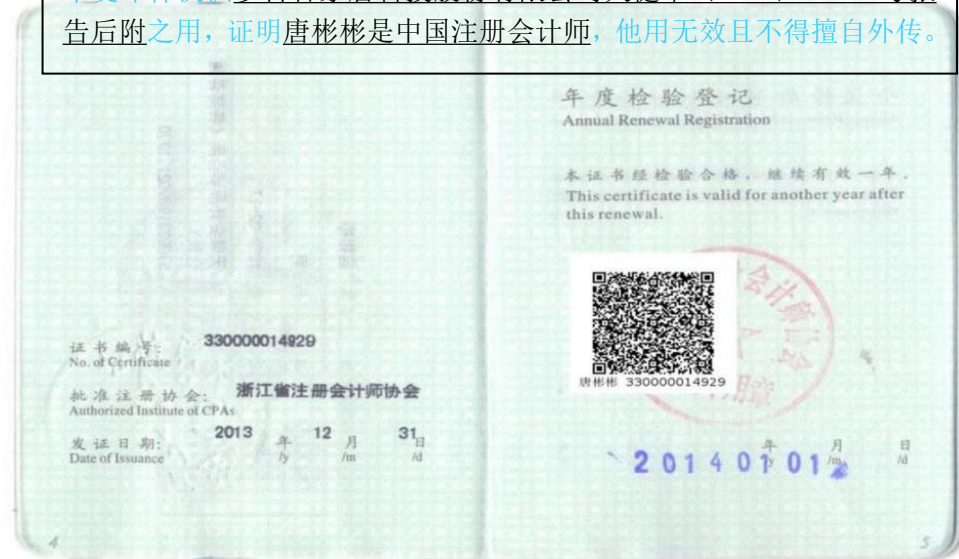 告后附之用，证明唐彬彬是中国注册会计师，他用无效且不得擅自外传。
年度检验登记
Annual Renewal Registration
本证书经检验合格，继续有效一年。
This certificate is valid for another year after
this renewal.
证书编号: 330000014929
No. of Certificate
批准注册协会: 浙江省注册会计师协会
Authorized Institute of CPAs
发证日期: 2013 年 12 月 31 日
Date of Issuance /y /m /d
唐彬彬 330000014929
年 月 日
2014 01 01
/y /m /d
4
5